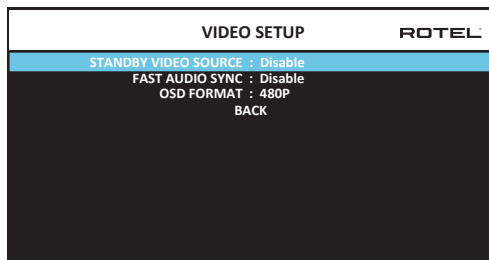 VIDEO SETUP
ROTEL
STANDBY VIDEO SOURCE : Disable
FAST AUDIO SYNC : Disable
OSD FORMAT : 480P
BACK